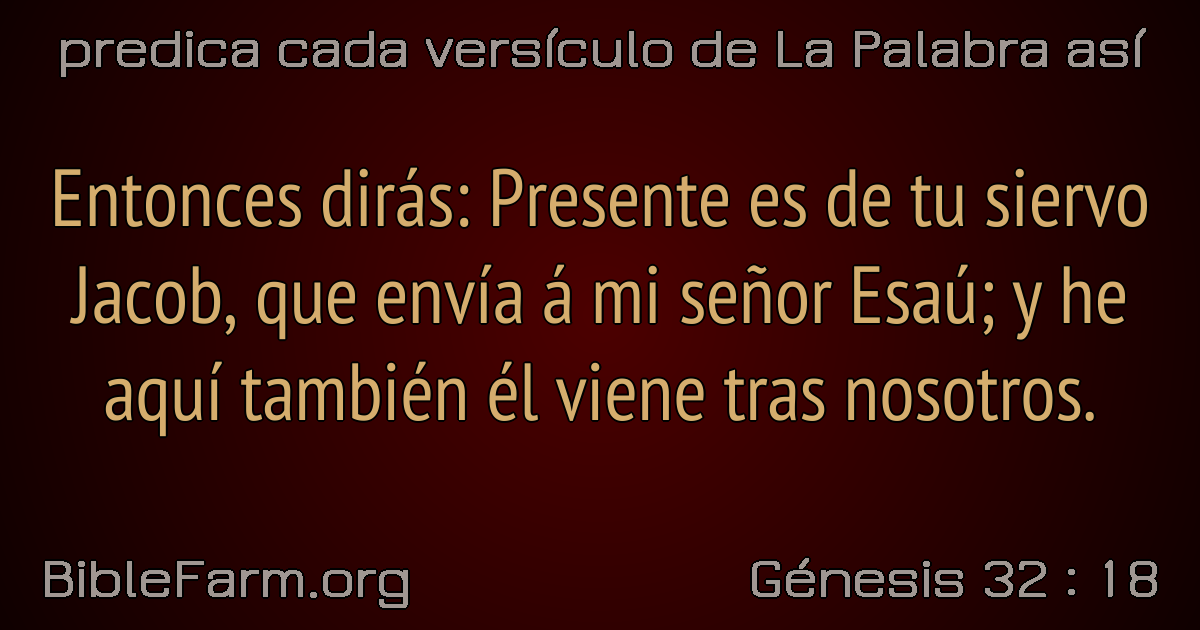 predica cada versículo de La Palabra así
Entonces dirás: Presente es de tu siervo
Jacob, que envía á mi señor Esaú; y he
aquí también él viene tras nosotros.
BibleFarm.org
Génesis 32 : 18